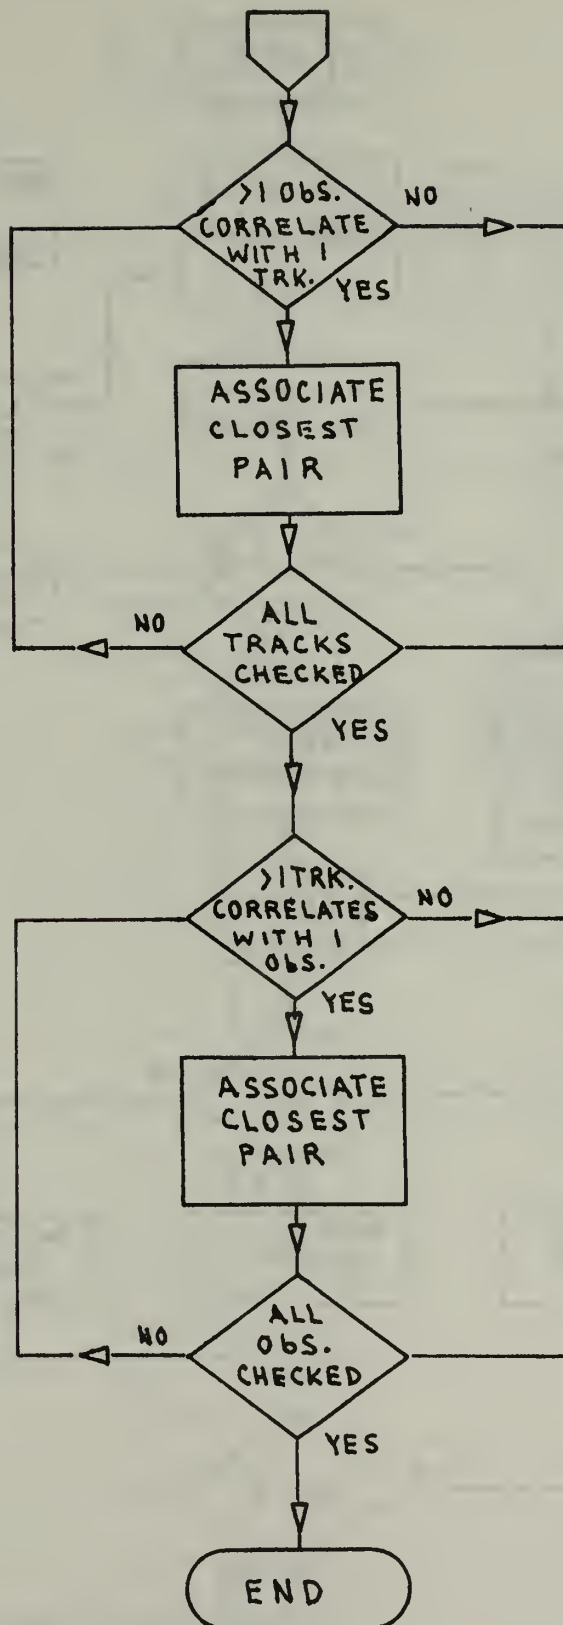 >1 Obs.
CORRELATE
WITH 1
TRK.
NO
YES
ASSOCIATE
CLOSEST
PAIR
ALL
TRACKS
CHECKED
NO
YES
>1 TRK.
CORRELATES
WITH 1
Obs.
NO
YES
ASSOCIATE
CLOSEST
PAIR
ALL
Obs.
CHECKED
NO
YES
END